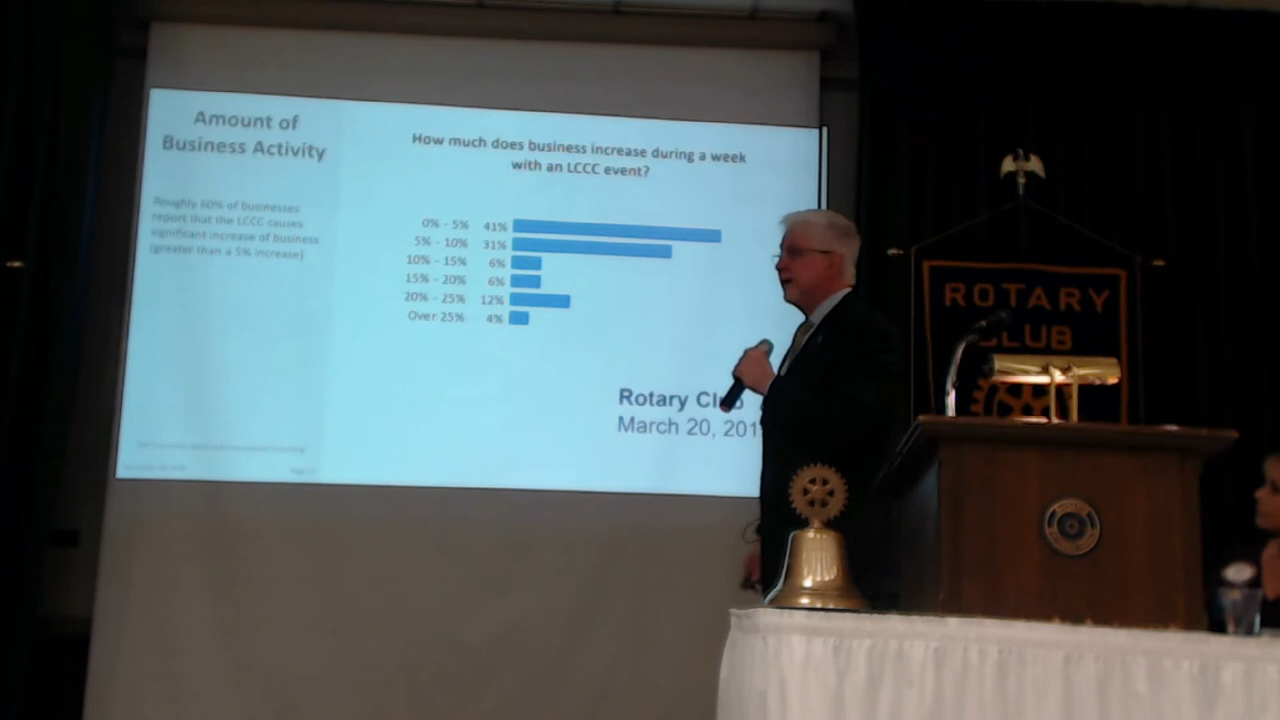 Amount of
Business Activity
Roughly 60% of businesses
report that the LCCC causes
significant increase of business
(greater than a 5% increase)
How much does business increase during a week
with an LCCC event?
0% - 5% 41%
5% - 10% 31%
10% - 15% 6%
15% - 20% 6%
20% - 25% 12%
Over 25% 4%
Rotary Club
March 20, 201
ROTARY
CLUB